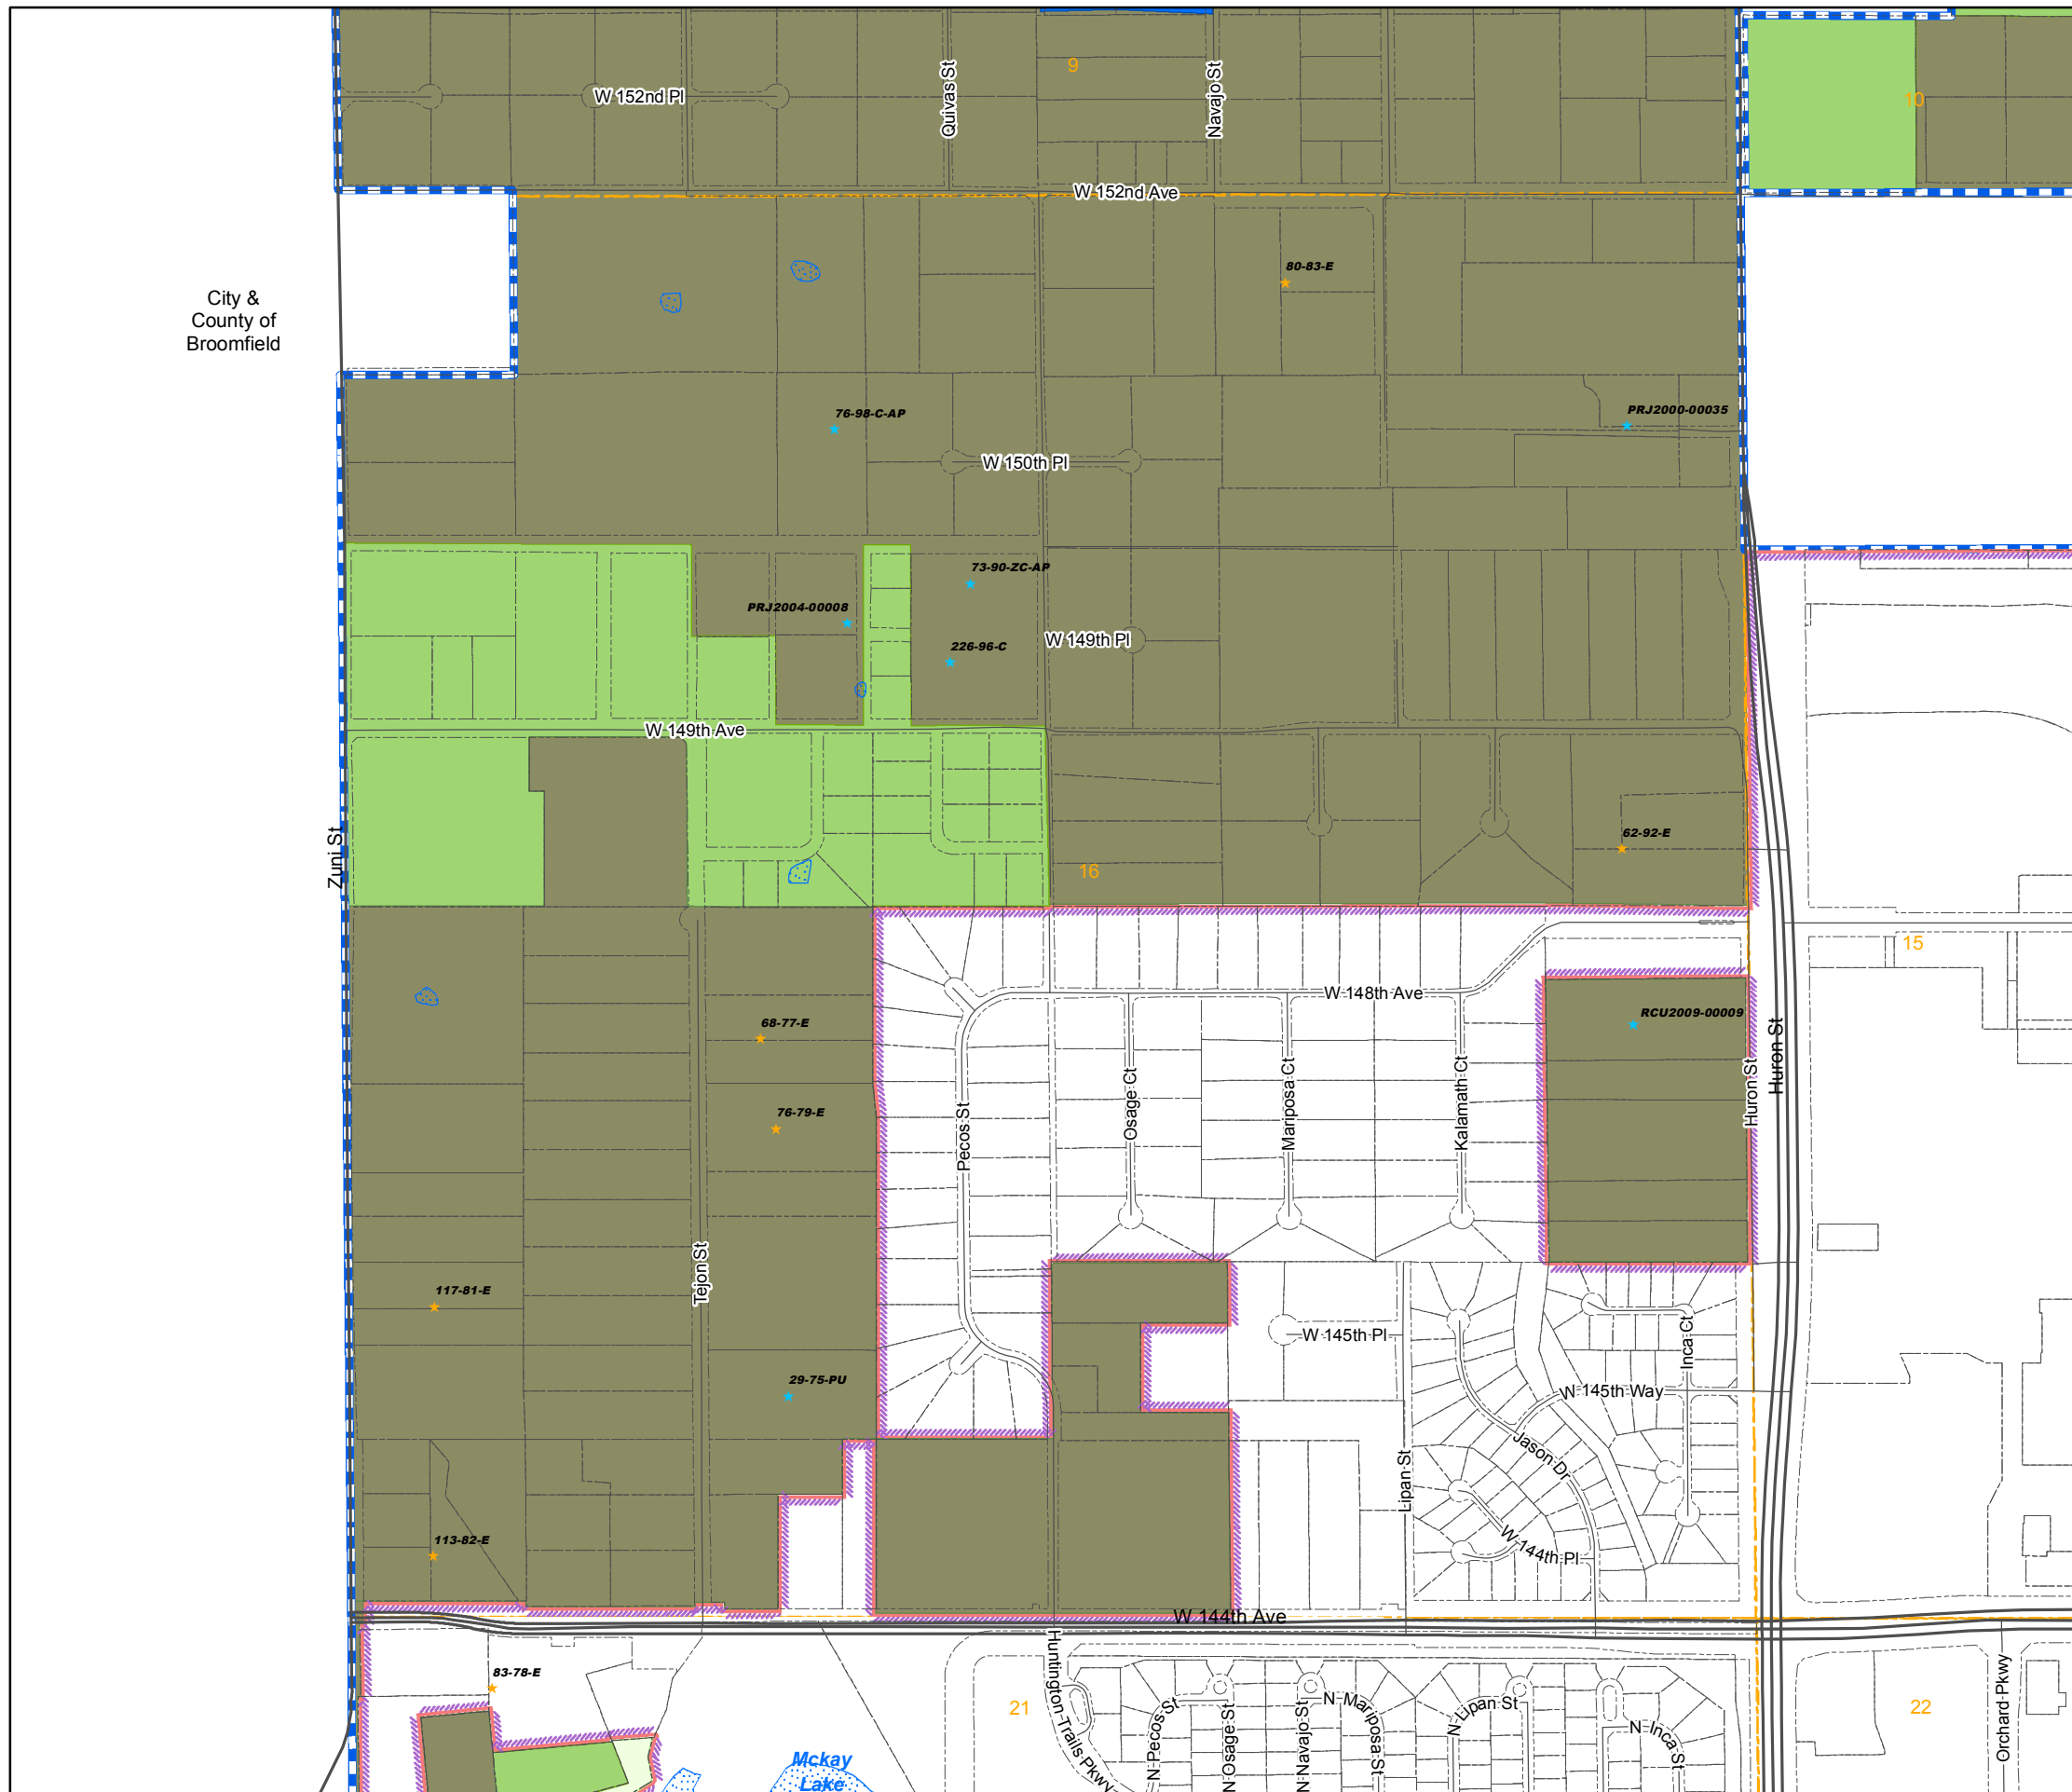 9
10
W 152nd Pl
Quivas St
Navajo St
W 152nd Ave
80-83-E
City &
County of
Broomfield
76-98-C-AP
PRJ2000-00035
W 150th Pl
73-90-ZC-AP
PRJ2004-00008
226-96-C
W 149th Pl
W 149th Ave
Zuni St
62-92-E
16
15
W 148th Ave
RCU2009-00009
68-77-E
76-79-E
Pecos St
Osage Ct
Mariposa Ct
Kalamath Ct
Huron St
Huron St
Tejon St
117-81-E
W 145th Pl
Inca Ct
29-75-PU
W 145th Way
Jason Dr
Lipan St
113-82-E
W 144th Pl
W 144th Ave
83-78-E
21
22
Huntington Trails Pkwy
N Pecos St
N Osage St
N Navajo St
N Mariposa St
N Lipan St
N Inca St
Orchard Pkwy
Mckay
Lake